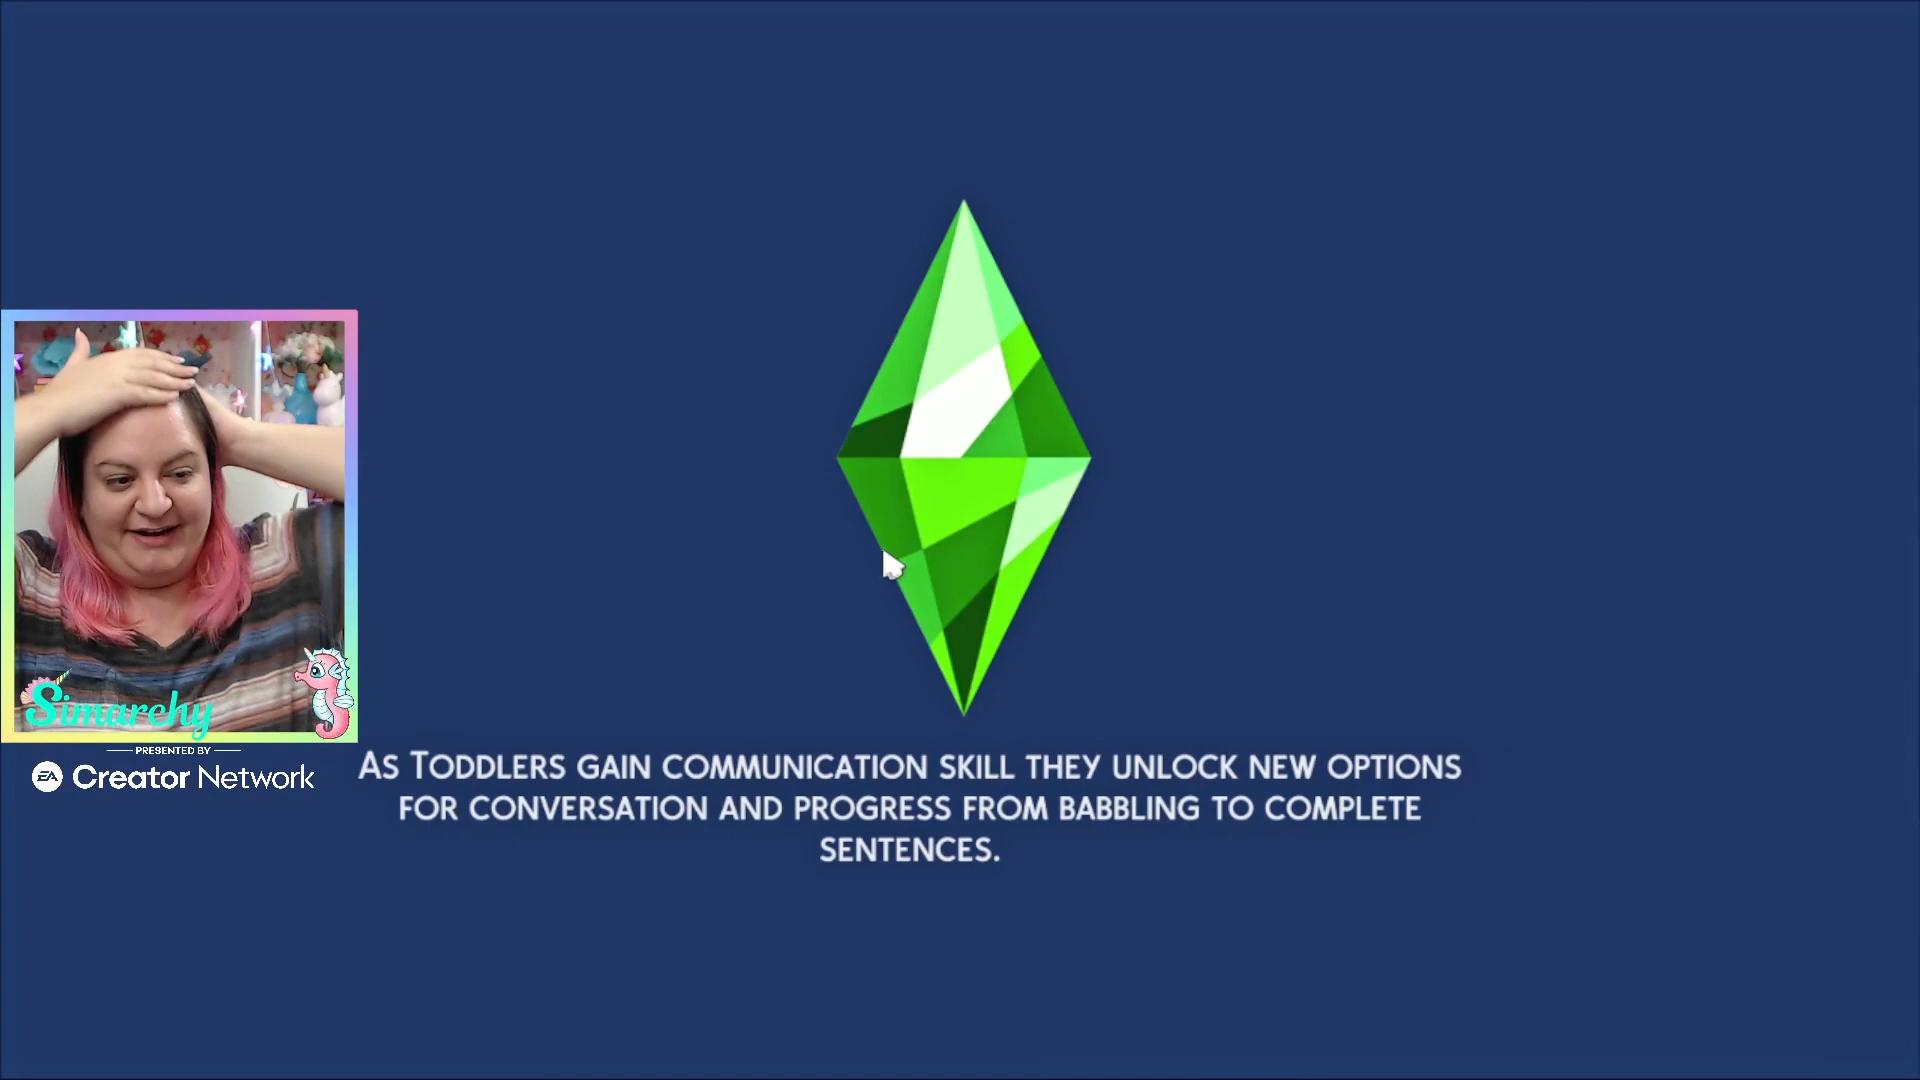 Simarchy
PRESENTED BY
EA Creator Network
AS TODDLERS GAIN COMMUNICATION SKILL THEY UNLOCK NEW OPTIONS
FOR CONVERSATION AND PROGRESS FROM BABBLING TO COMPLETE
SENTENCES.